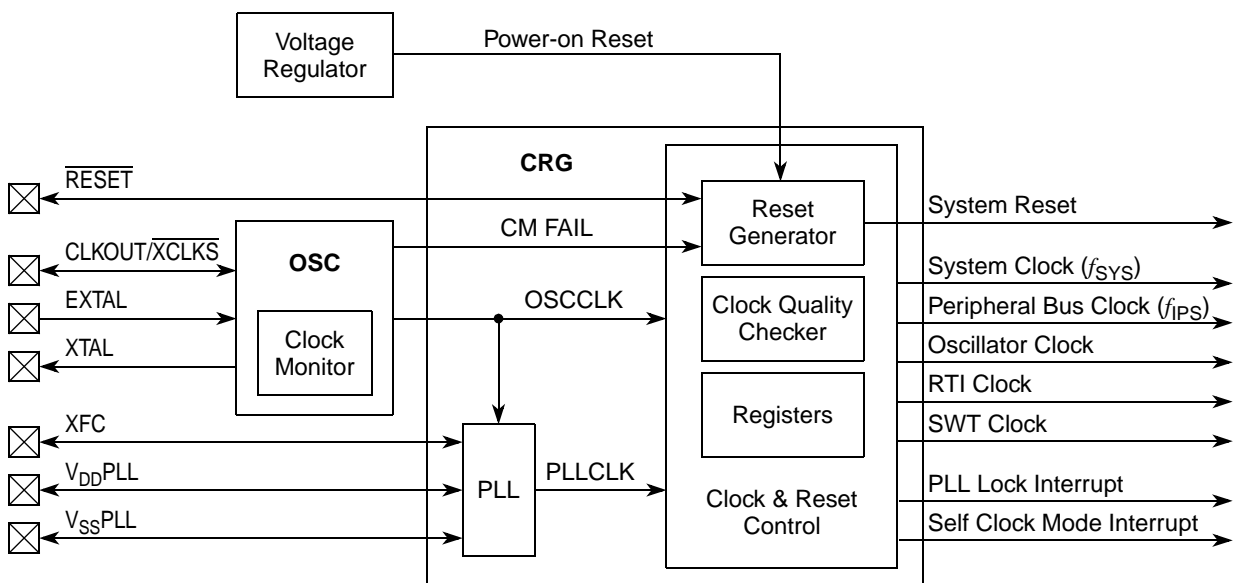 Voltage
Regulator
Power-on Reset
CRG
RESET
Reset
Generator
System Reset
CM FAIL
CLKOUT/XCLKS
OSC
System Clock (fSYS)
EXTAL
OSCCLK
Clock Quality
Checker
Peripheral Bus Clock (fIPS)
Clock
Monitor
XTAL
Oscillator Clock
RTI Clock
Registers
XFC
SWT Clock
VDDPLL
PLL
PLLCLK
PLL Lock Interrupt
Clock & Reset
Control
VSSPLL
Self Clock Mode Interrupt